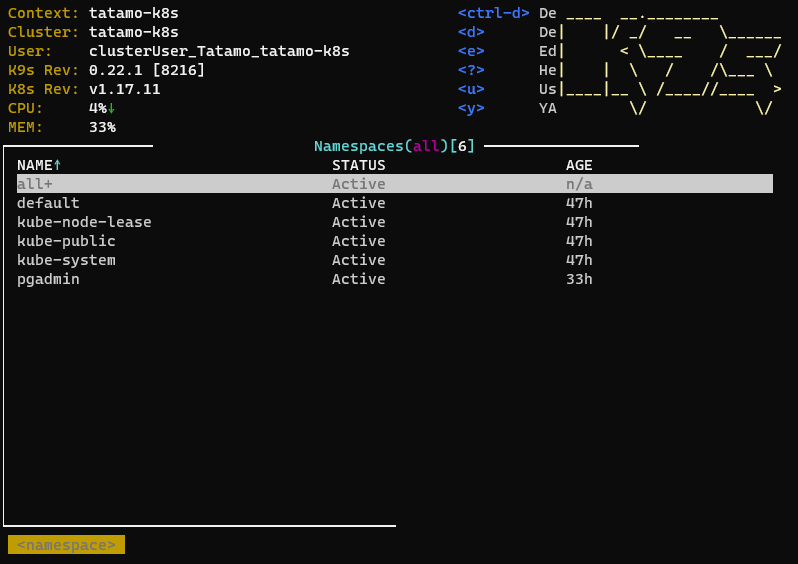 Context: tatamo-k8s <ctrl-d> De
Cluster: tatamo-k8s <d> De
User: clusterUser_Tatamo_tatamo-k8s <e> Ed
K9s Rev: 0.22.1 [8216] <?> He
K8s Rev: v1.17.11 <u> Us
CPU: 4%↓ <y> YA
MEM: 33%
Namespaces(all)[6]
NAME↑ STATUS AGE
all+ Active n/a
default Active 47h
kube-node-lease Active 47h
kube-public Active 47h
kube-system Active 47h
pgadmin Active 33h
<namespace>